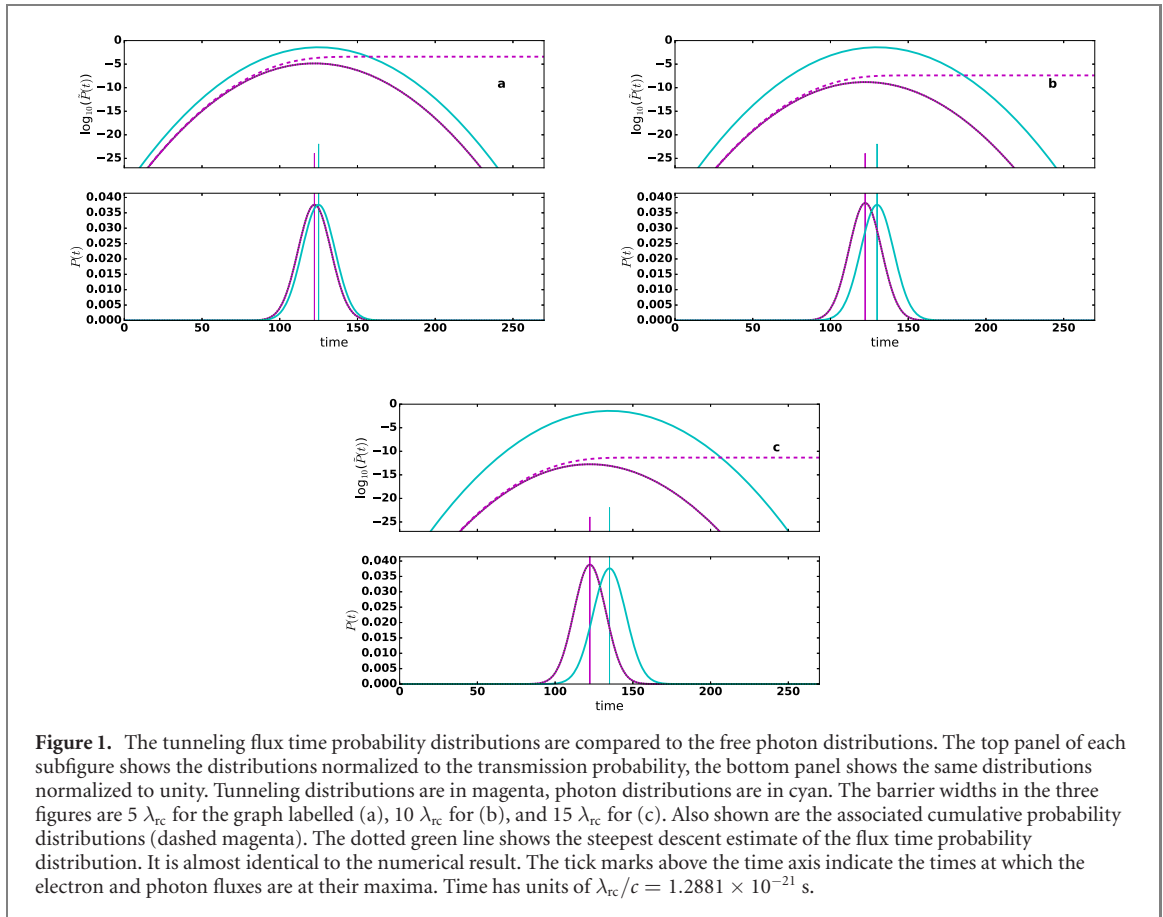 0
−5
−10
−15
−20
−25
log10(P̃(t))
a
0.040
0.035
0.030
0.025
0.020
0.015
0.010
0.005
0.000
P(t)
0 50 100 150 200 250
time
0
−5
−10
−15
−20
−25
log10(P̃(t))
b
0.040
0.035
0.030
0.025
0.020
0.015
0.010
0.005
0.000
P(t)
0 50 100 150 200 250
time
0
−5
−10
−15
−20
−25
log10(P̃(t))
c
0.040
0.035
0.030
0.025
0.020
0.015
0.010
0.005
0.000
P(t)
0 50 100 150 200 250
time
Figure 1. The tunneling flux time probability distributions are compared to the free photon distributions. The top panel of each
subfigure shows the distributions normalized to the transmission probability, the bottom panel shows the same distributions
normalized to unity. Tunneling distributions are in magenta, photon distributions are in cyan. The barrier widths in the three
figures are 5 λrc for the graph labelled (a), 10 λrc for (b), and 15 λrc for (c). Also shown are the associated cumulative probability
distributions (dashed magenta). The dotted green line shows the steepest descent estimate of the flux time probability
distribution. It is almost identical to the numerical result. The tick marks above the time axis indicate the times at which the
electron and photon fluxes are at their maxima. Time has units of λrc/c = 1.2881 × 10−21 s.